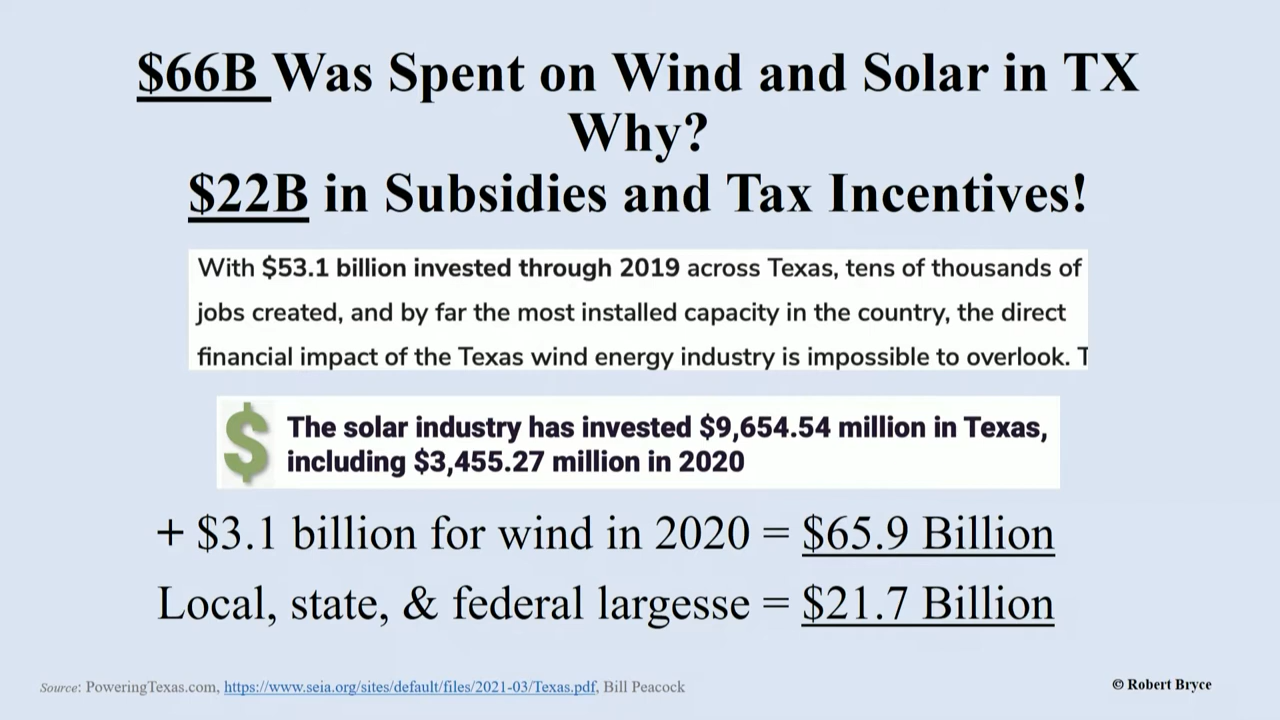 $66B Was Spent on Wind and Solar in TX
Why?
$22B in Subsidies and Tax Incentives!
With $53.1 billion invested through 2019 across Texas, tens of thousands of
jobs created, and by far the most installed capacity in the country, the direct
financial impact of the Texas wind energy industry is impossible to overlook. T
$ The solar industry has invested $9,654.54 million in Texas,
including $3,455.27 million in 2020
+ $3.1 billion for wind in 2020 = $65.9 Billion
Local, state, & federal largesse = $21.7 Billion
Source: PoweringTexas.com, https://www.seia.org/sites/default/files/2021-03/Texas.pdf, Bill Peacock
© Robert Bryce